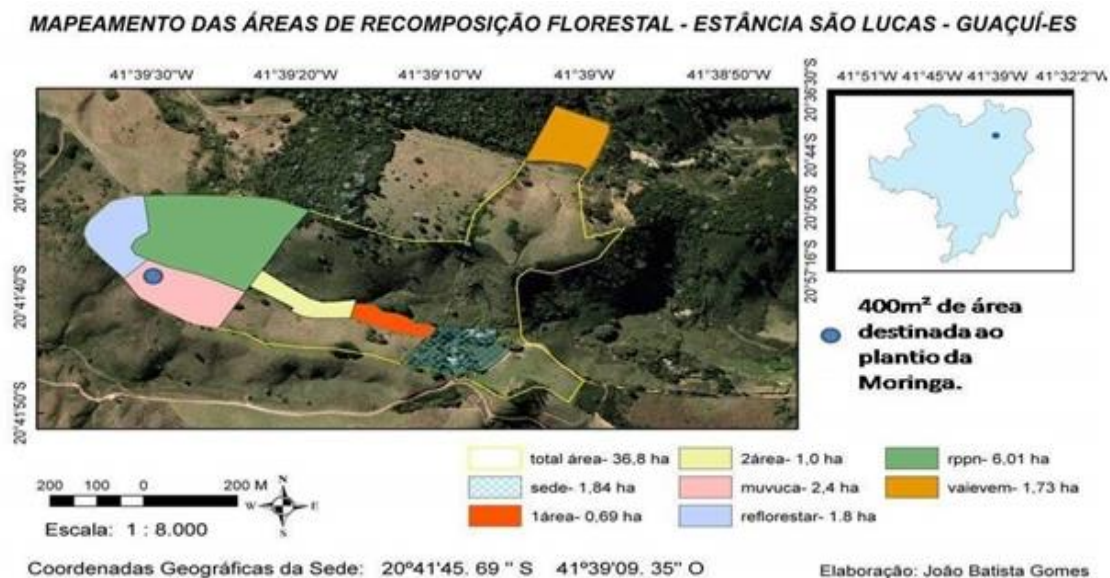 MAPEAMENTO DAS ÁREAS DE RECOMPOSIÇÃO FLORESTAL - ESTÂNCIA SÃO LUCAS - GUAÇUÍ-ES
41°39'30"W 41°39'20"W 41°39'10"W 41°39'W 41°38'50"W
41°51'W 41°45'W 41°39'W 41°32'2"W
20°41'30"S
20°41'40"S
20°41'50"S
20°36'30"S
20°44'S
20°50'S
20°57'16"S
400m² de área
destinada ao
plantio da
Moringa.
total área- 36,8 ha
2área- 1,0 ha
rppn- 6,01 ha
sede- 1,84 ha
muvuca- 2,4 ha
vaievem- 1,73 ha
1área- 0,69 ha
reflorestar- 1.8 ha
200 100 0 200 M
N
W E
S
Escala: 1 : 8.000
Coordenadas Geográficas da Sede: 20º41'45. 69 " S 41º39'09. 35" O
Elaboração: João Batista Gomes